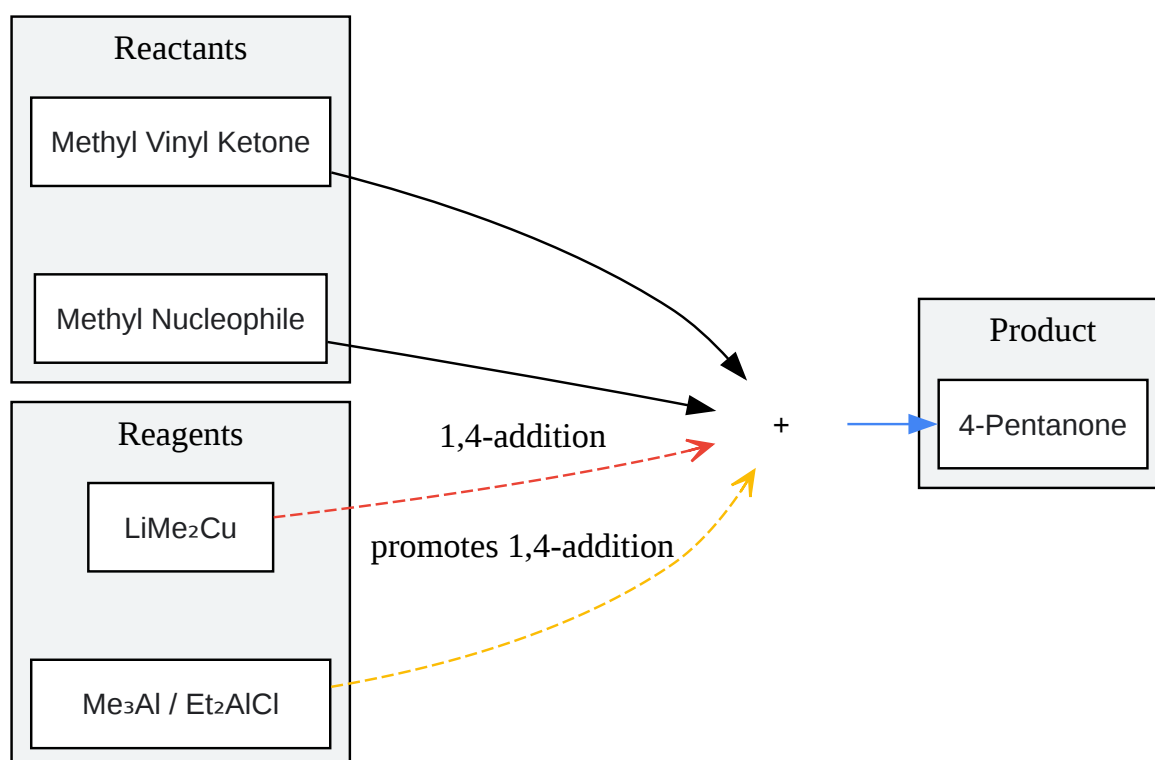 Reactants
Methyl Vinyl Ketone
Methyl Nucleophile
Reagents
LiMe₂Cu
Me₃Al / Et₂AlCl
1,4-addition
promotes 1,4-addition
+
Product
4-Pentanone